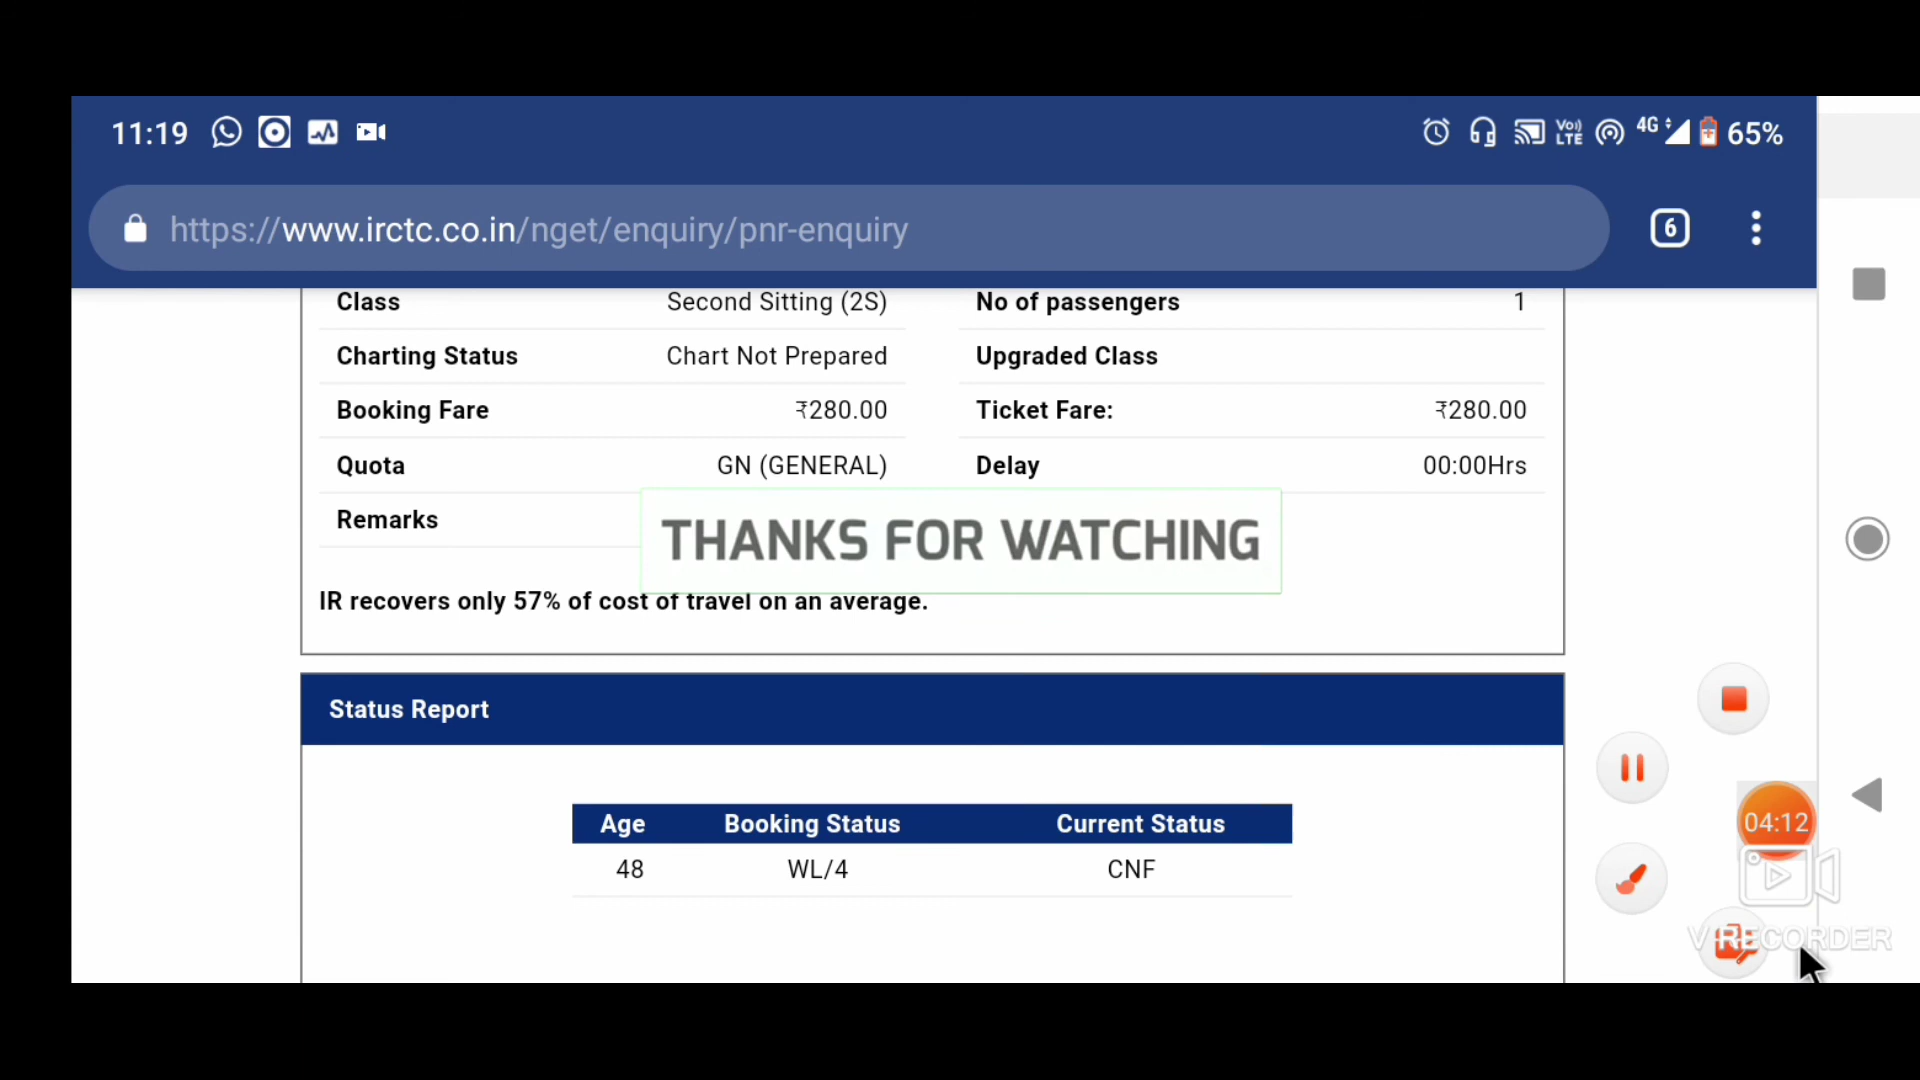 11:19 4G 65%
Vo) LTE
https://www.irctc.co.in/nget/enquiry/pnr-enquiry 6
Class Second Sitting (2S) No of passengers 1
Charting Status Chart Not Prepared Upgraded Class
Booking Fare ₹280.00 Ticket Fare: ₹280.00
Quota GN (GENERAL) Delay 00:00Hrs
Remarks
THANKS FOR WATCHING
IR recovers only 57% of cost of travel on an average.
Status Report
Age Booking Status Current Status
48 WL/4 CNF
04:12
V RECORDER